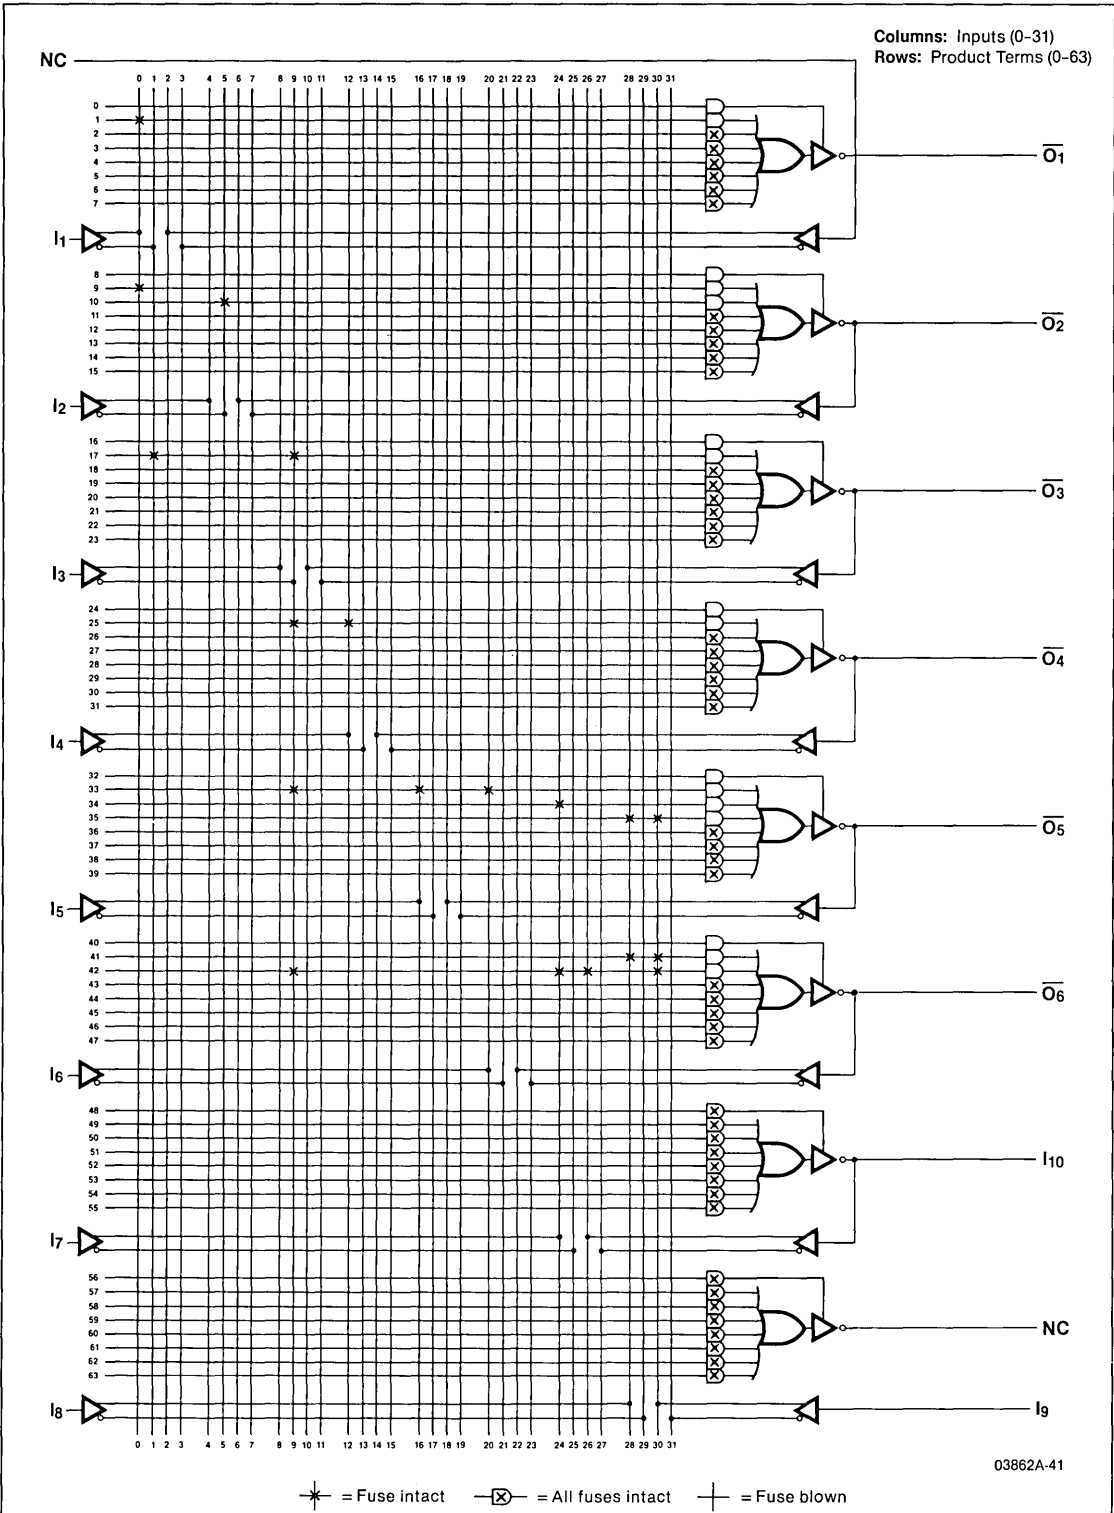 Columns: Inputs (0–31)
Rows: Product Terms (0–63)
NC
0 1 2 3 4 5 6 7 8 9 10 11 12 13 14 15 16 17 18 19 20 21 22 23 24 25 26 27 28 29 30 31
0
1
2
3
4
5
6
7
O1
I1
8
9
10
11
12
13
14
15
O2
I2
16
17
18
19
20
21
22
23
O3
I3
24
25
26
27
28
29
30
31
O4
I4
32
33
34
35
36
37
38
39
O5
I5
40
41
42
43
44
45
46
47
O6
I6
48
49
50
51
52
53
54
55
I10
I7
56
57
58
59
60
61
62
63
NC
I8
I9
0 1 2 3 4 5 6 7 8 9 10 11 12 13 14 15 16 17 18 19 20 21 22 23 24 25 26 27 28 29 30 31
03862A-41
= Fuse intact = All fuses intact = Fuse blown